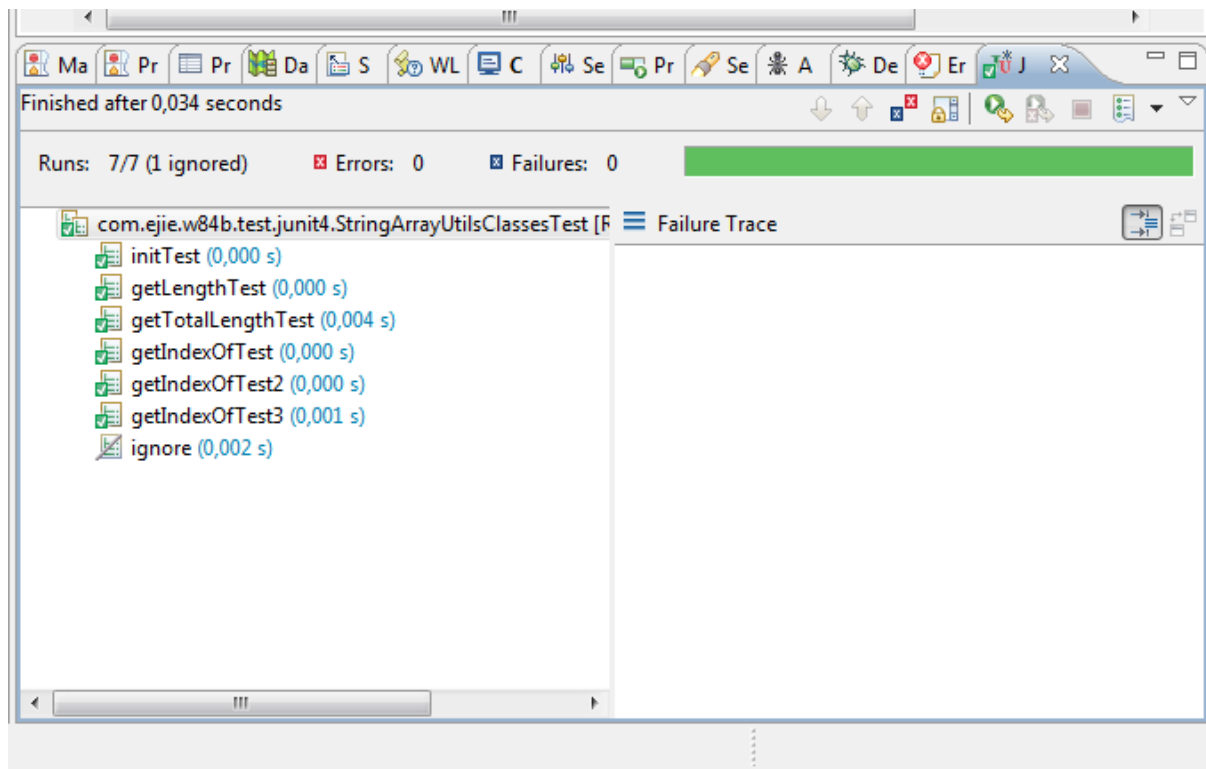 Ma Pr Pr Da S WL C Se Pr Se A De Er J
Finished after 0,034 seconds
Runs: 7/7 (1 ignored) Errors: 0 Failures: 0
com.ejie.w84b.test.junit4.StringArrayUtilsClassesTest [R
Failure Trace
initTest (0,000 s)
getLengthTest (0,000 s)
getTotalLengthTest (0,004 s)
getIndexOfTest (0,000 s)
getIndexOfTest2 (0,000 s)
getIndexOfTest3 (0,001 s)
ignore (0,002 s)